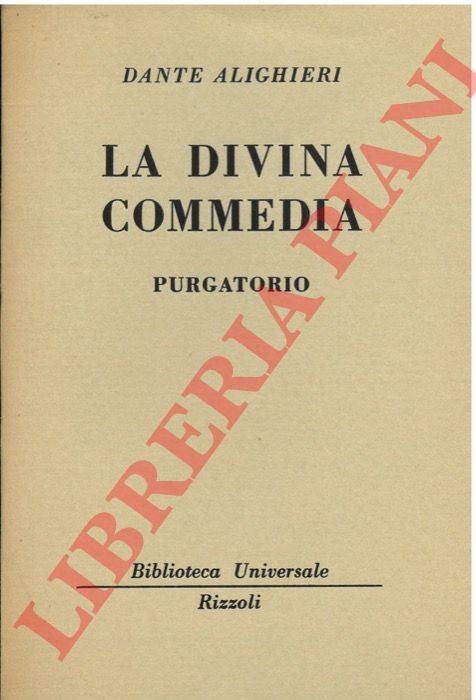 DANTE ALIGHIERI
LA DIVINA
COMMEDIA
PURGATORIO
Biblioteca Universale
Rizzoli
LIBRERIA PIANI